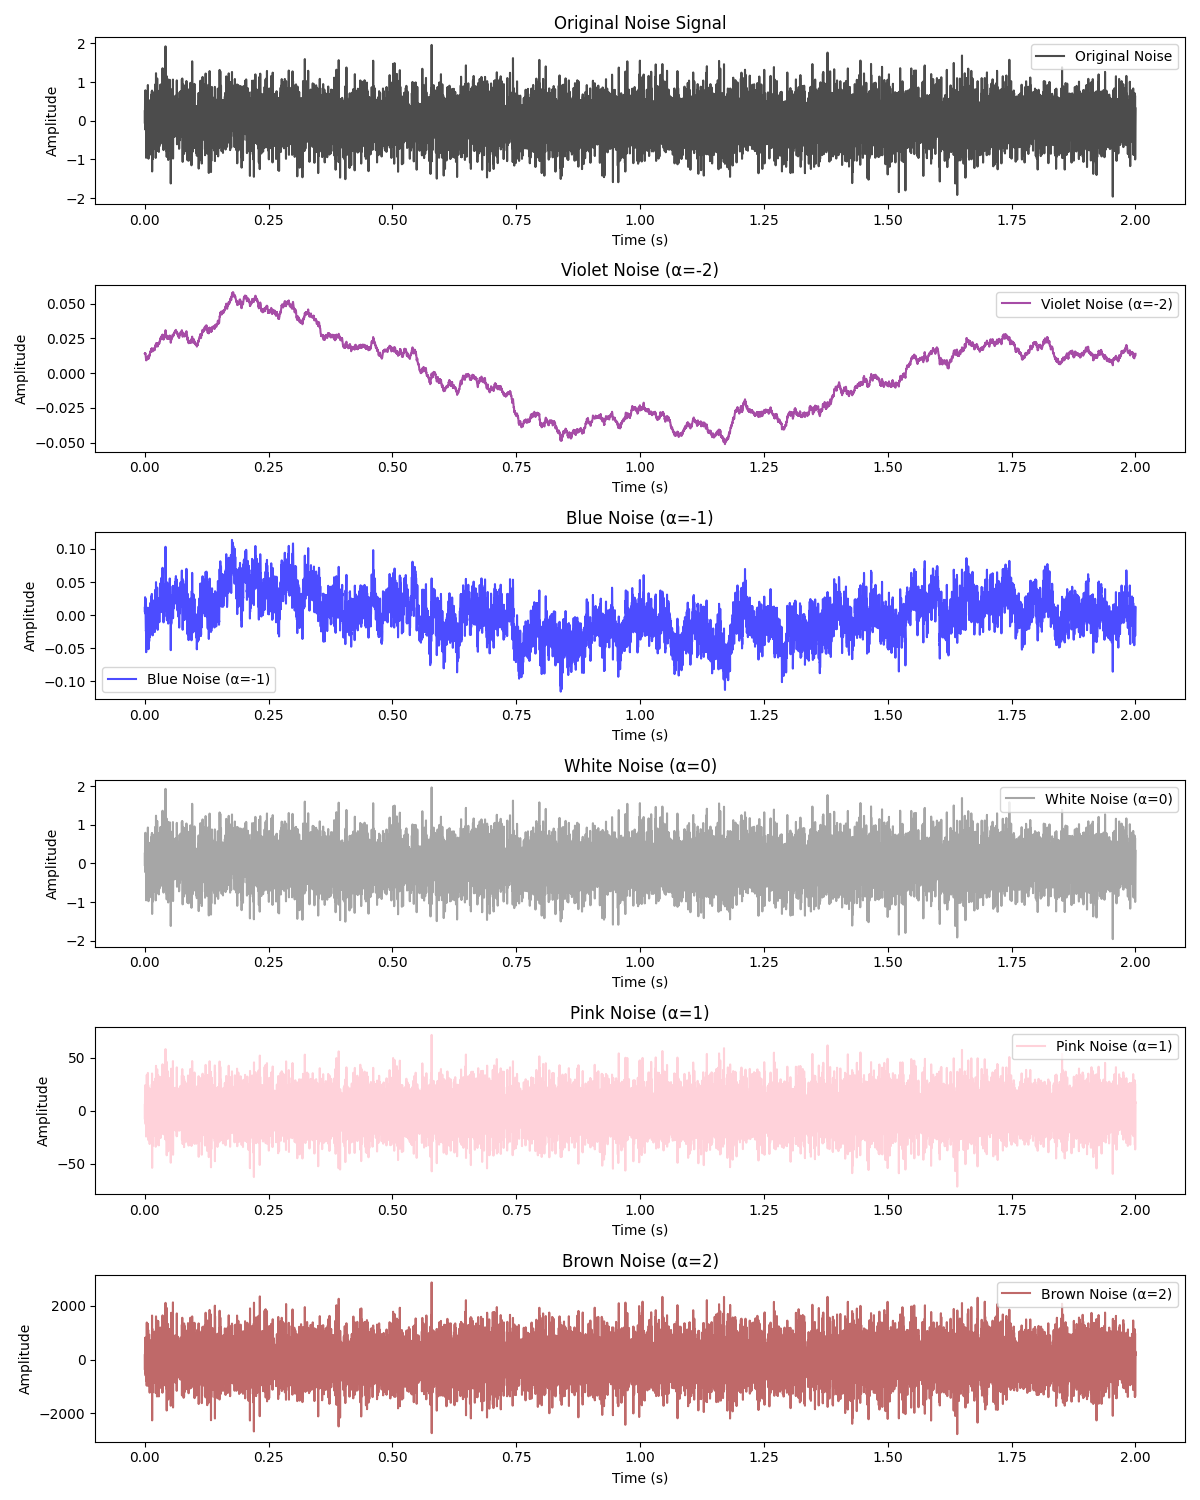 Original Noise Signal
Original Noise
Amplitude
2
1
0
−1
−2
0.00 0.25 0.50 0.75 1.00 1.25 1.50 1.75 2.00
Time (s)
Violet Noise (α=-2)
Violet Noise (α=-2)
Amplitude
0.050
0.025
0.000
−0.025
−0.050
0.00 0.25 0.50 0.75 1.00 1.25 1.50 1.75 2.00
Time (s)
Blue Noise (α=-1)
Amplitude
0.10
0.05
0.00
−0.05
−0.10
Blue Noise (α=-1)
0.00 0.25 0.50 0.75 1.00 1.25 1.50 1.75 2.00
Time (s)
White Noise (α=0)
White Noise (α=0)
Amplitude
2
1
0
−1
−2
0.00 0.25 0.50 0.75 1.00 1.25 1.50 1.75 2.00
Time (s)
Pink Noise (α=1)
Pink Noise (α=1)
Amplitude
50
0
−50
0.00 0.25 0.50 0.75 1.00 1.25 1.50 1.75 2.00
Time (s)
Brown Noise (α=2)
Brown Noise (α=2)
Amplitude
2000
0
−2000
0.00 0.25 0.50 0.75 1.00 1.25 1.50 1.75 2.00
Time (s)